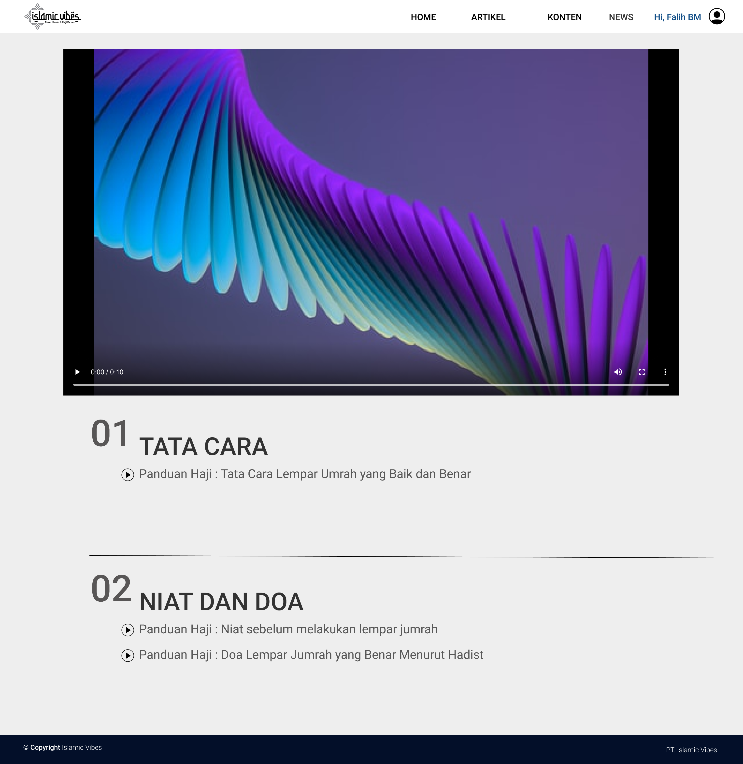 islamic vibes
HOME
ARTIKEL
KONTEN
NEWS
Hi, Falih BM
0:00 / 0:10
01 TATA CARA
Panduan Haji : Tata Cara Lempar Umrah yang Baik dan Benar
02 NIAT DAN DOA
Panduan Haji : Niat sebelum melakukan lempar jumrah
Panduan Haji : Doa Lempar Jumrah yang Benar Menurut Hadist
© Copyright Islamic Vibes
PT. Islamic Vibes